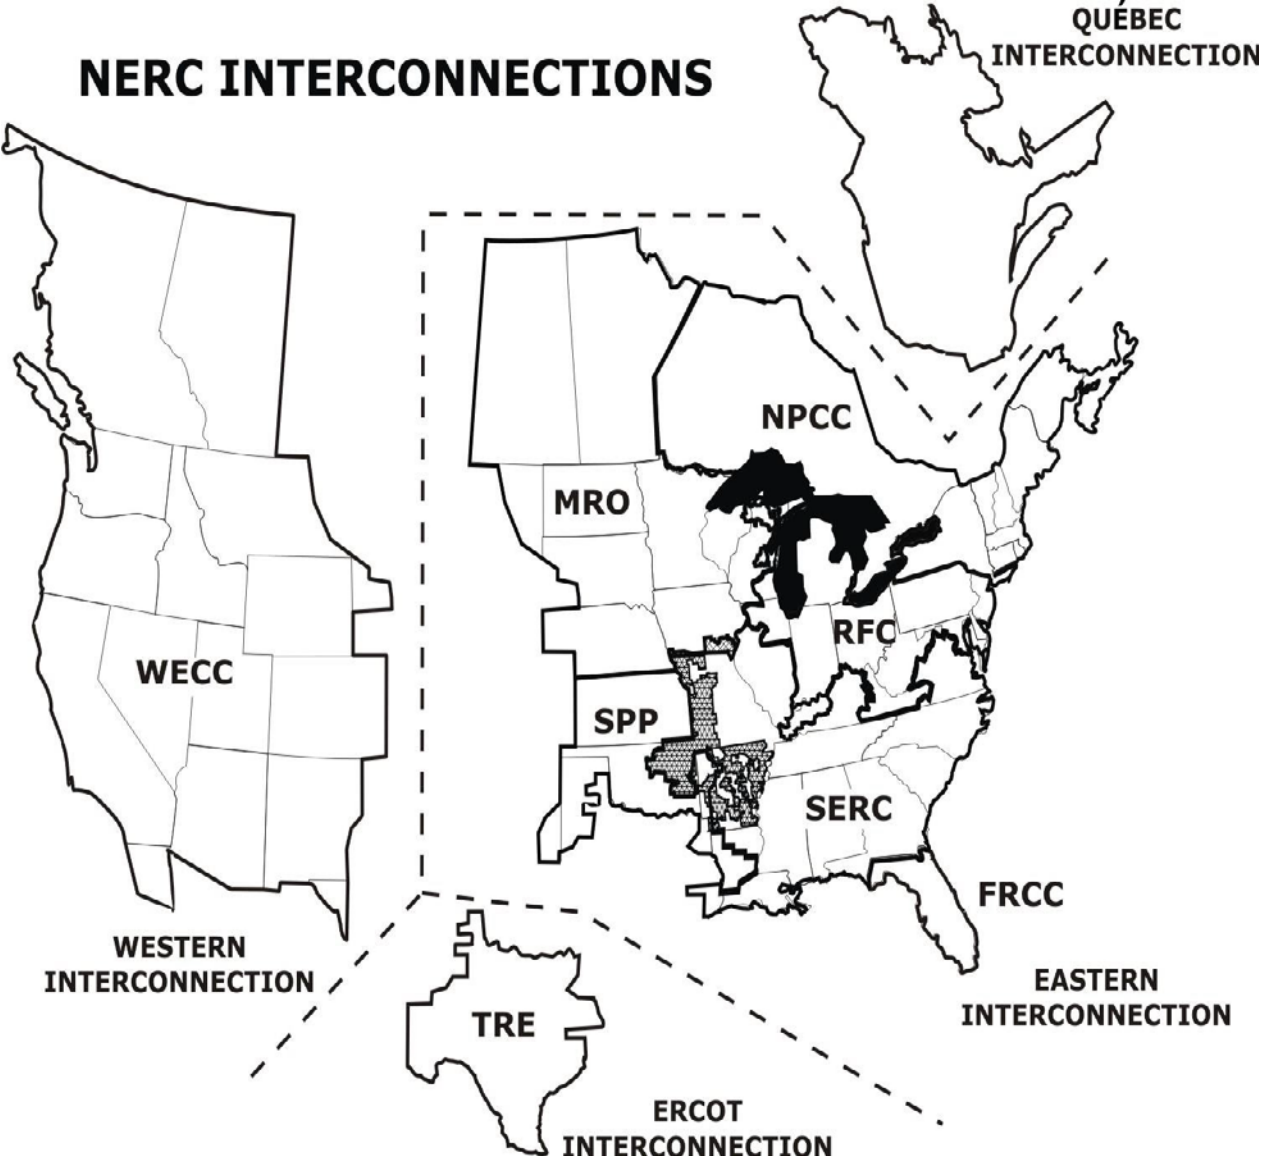 QUÉBEC
INTERCONNECTION
NERC INTERCONNECTIONS
NPCC
MRO
RFC
WECC
SPP
SERC
FRCC
WESTERN
INTERCONNECTION
EASTERN
INTERCONNECTION
TRE
ERCOT
INTERCONNECTION